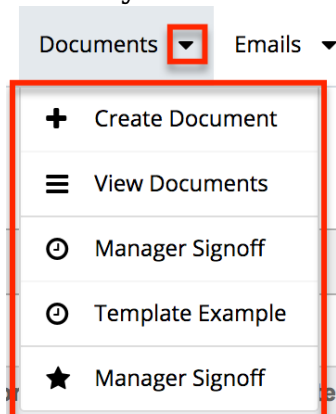 Documents Emails
Create Document
View Documents
Manager Signoff
Template Example
Manager Signoff